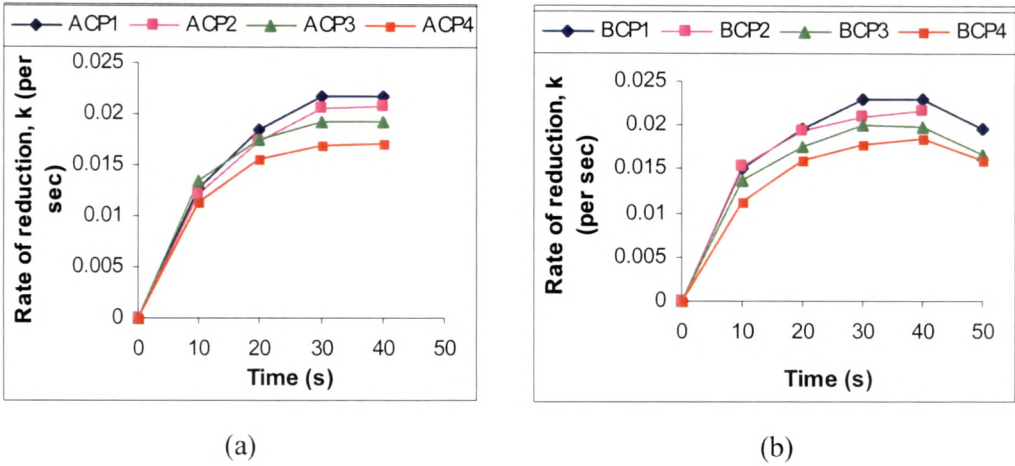 ACP1 ACP2 ACP3 ACP4
Rate of reduction, k (per
sec)
0.025
0.02
0.015
0.01
0.005
0
0 10 20 30 40 50
Time (s)
(a)
BCP1 BCP2 BCP3 BCP4
Rate of reduction, k
(per sec)
0.025
0.02
0.015
0.01
0.005
0
0 10 20 30 40 50
Time (s)
(b)